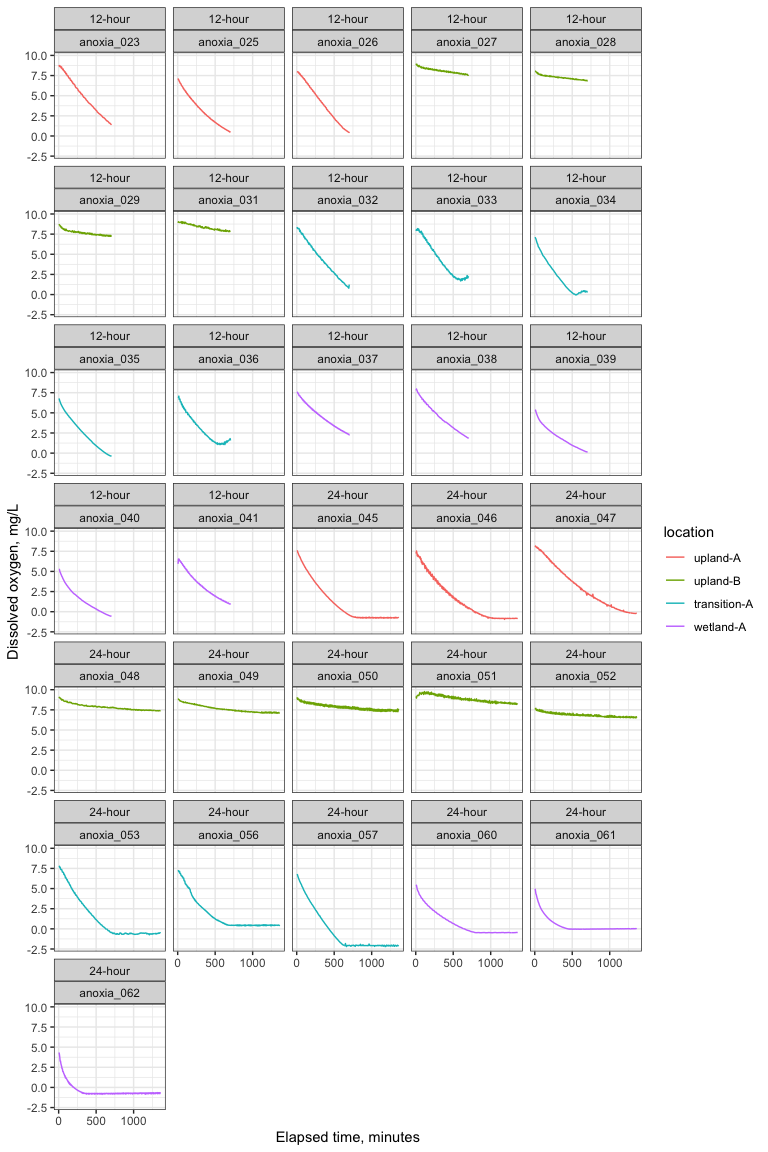 12-hour 12-hour 12-hour 12-hour 12-hour
anoxia_023 anoxia_025 anoxia_026 anoxia_027 anoxia_028
10.0
7.5
5.0
2.5
0.0
-2.5
12-hour 12-hour 12-hour 12-hour 12-hour
anoxia_029 anoxia_031 anoxia_032 anoxia_033 anoxia_034
10.0
7.5
5.0
2.5
0.0
-2.5
12-hour 12-hour 12-hour 12-hour 12-hour
anoxia_035 anoxia_036 anoxia_037 anoxia_038 anoxia_039
10.0
7.5
5.0
2.5
0.0
-2.5
12-hour 12-hour 24-hour 24-hour 24-hour
anoxia_040 anoxia_041 anoxia_045 anoxia_046 anoxia_047
10.0
7.5
5.0
2.5
0.0
-2.5
24-hour 24-hour 24-hour 24-hour 24-hour
anoxia_048 anoxia_049 anoxia_050 anoxia_051 anoxia_052
10.0
7.5
5.0
2.5
0.0
-2.5
24-hour 24-hour 24-hour 24-hour 24-hour
anoxia_053 anoxia_056 anoxia_057 anoxia_060 anoxia_061
10.0
7.5
5.0
2.5
0.0
-2.5
0 500 1000 0 500 1000 0 500 1000 0 500 1000
24-hour
anoxia_062
10.0
7.5
5.0
2.5
0.0
-2.5
0 500 1000
Elapsed time, minutes
Dissolved oxygen, mg/L
location
upland-A
upland-B
transition-A
wetland-A